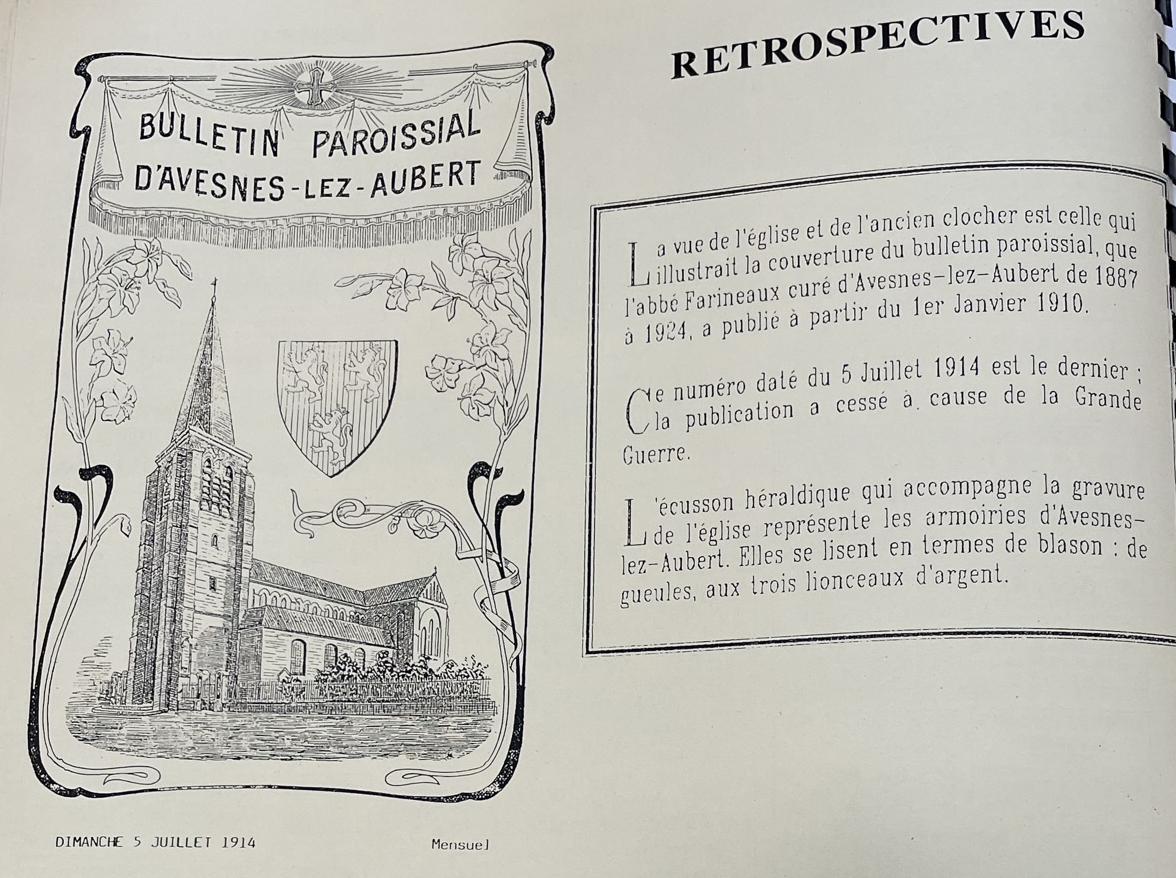 BULLETIN PAROISSIAL
D'AVESNES-LEZ-AUBERT
DIMANCHE 5 JUILLET 1914
Mensuel
RETROSPECTIVES
La vue de l'église et de l'ancien clocher est celle qui
illustrait la couverture du bulletin paroissial, que
l'abbé Farineaux curé d'Avesnes-lez-Aubert de 1887
à 1924, a publié à partir du 1er Janvier 1910.
Ce numéro daté du 5 Juillet 1914 est le dernier ;
la publication a cessé à cause de la Grande
Guerre.
L'écusson héraldique qui accompagne la gravure
de l'église représente les armoiries d'Avesnes-
lez-Aubert. Elles se lisent en termes de blason : de
gueules, aux trois lionceaux d'argent.